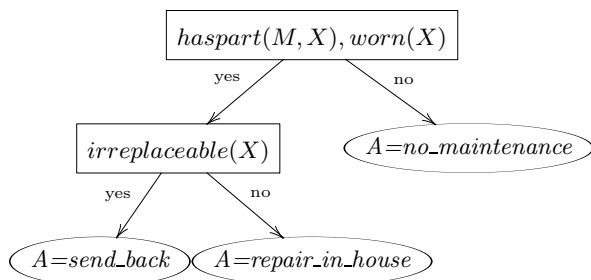 haspart(M, X), worn(X)
yes
no
irreplaceable(X)
A=no_maintenance
yes
no
A=send_back
A=repair_in_house